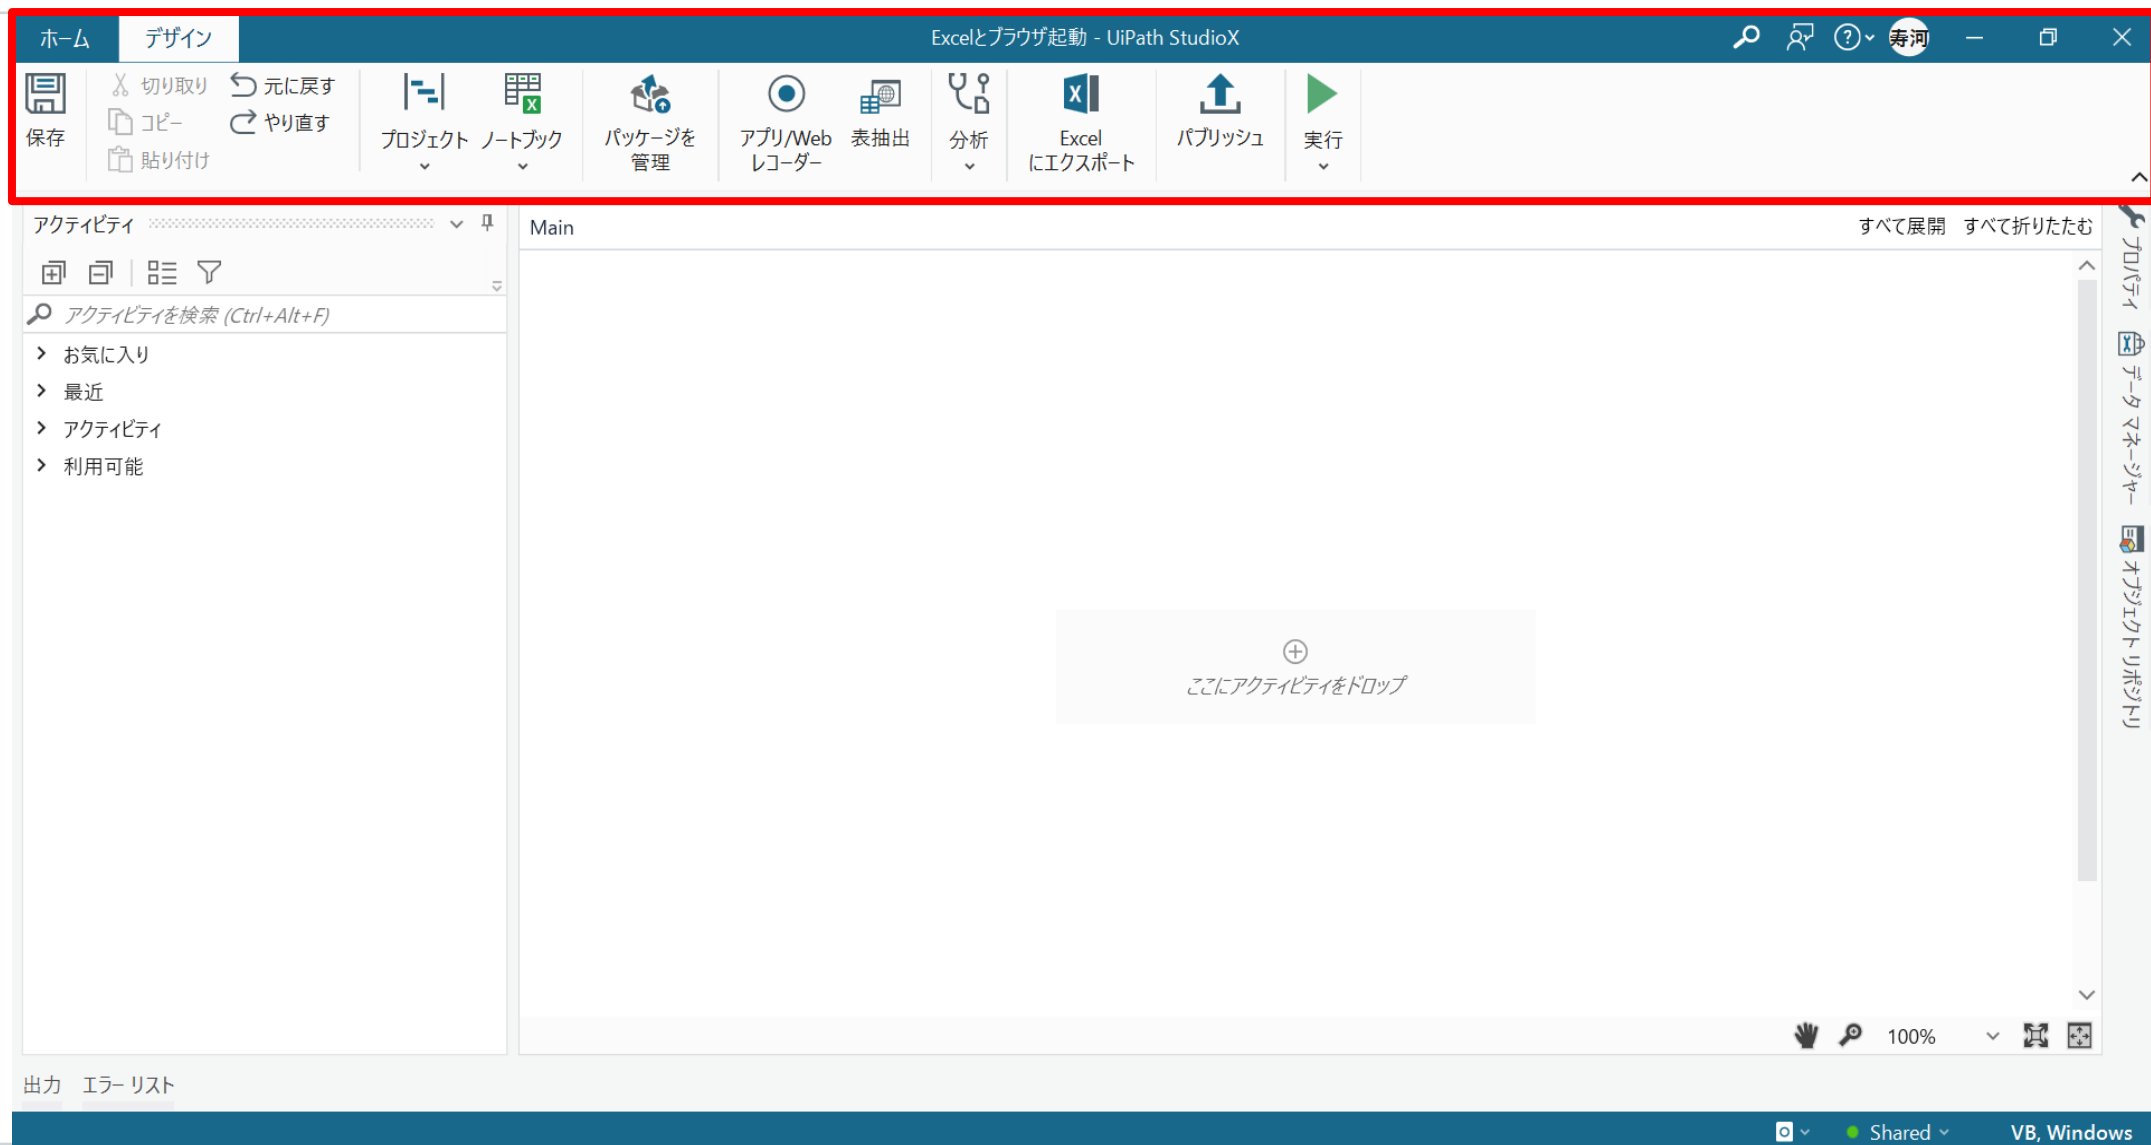 ホーム デザイン Excelとブラウザ起動 - UiPath StudioX 寿河
保存
切り取り
コピー
貼り付け
元に戻す
やり直す
プロジェクト
ノートブック
パッケージを
管理
アプリ/Web
レコーダー
表抽出
分析
Excel
にエクスポート
パブリッシュ
実行
アクティビティ
アクティビティを検索 (Ctrl+Alt+F)
お気に入り
最近
アクティビティ
利用可能
Main すべて展開 すべて折りたたむ
ここにアクティビティをドロップ
100%
プロパティ
データ マネージャー
オブジェクト リポジトリ
出力 エラー リスト
Shared VB, Windows